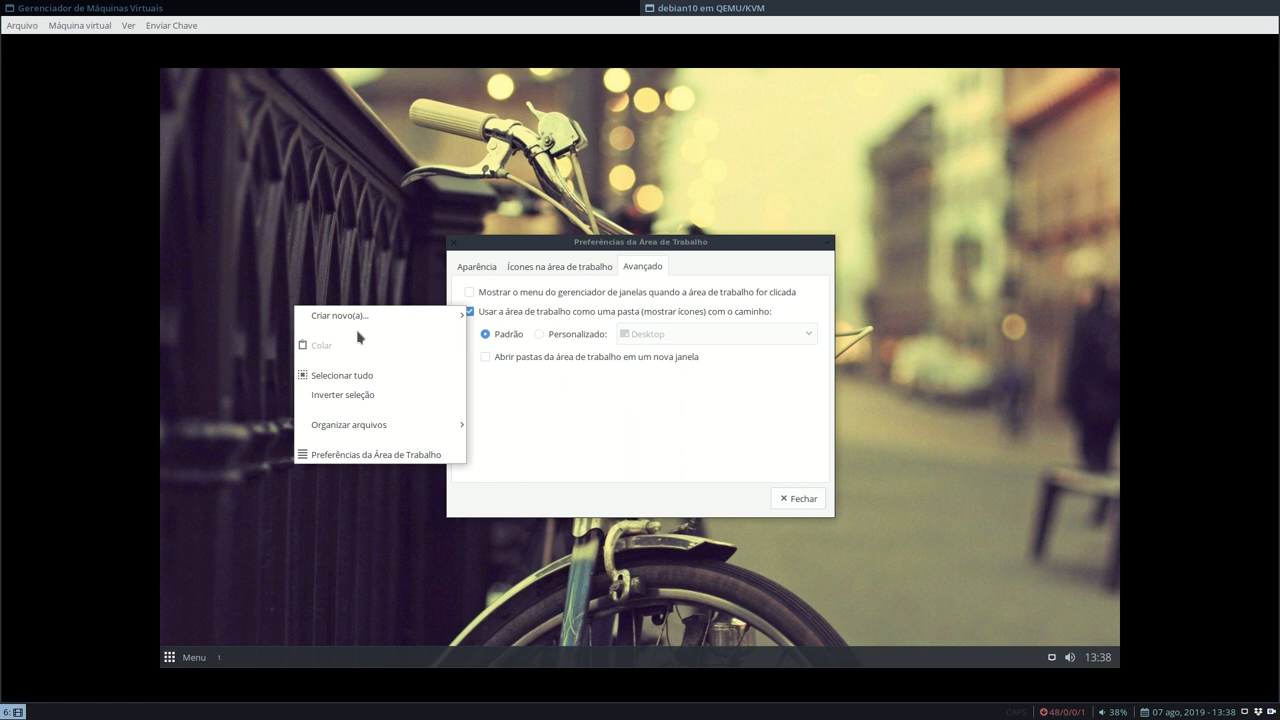 Gerenciador de Máquinas Virtuais
debian10 em QEMU/KVM
Arquivo Máquina virtual Ver Enviar Chave
Preferências da Área de Trabalho
Aparência Ícones na área de trabalho Avançado
Mostrar o menu do gerenciador de janelas quando a área de trabalho for clicada
Usar a área de trabalho como uma pasta (mostrar ícones) com o caminho:
Padrão Personalizado: Desktop
Abrir pastas da área de trabalho em um nova janela
Fechar
Criar novo(a)...
Colar
Selecionar tudo
Inverter seleção
Organizar arquivos
Preferências da Área de Trabalho
Menu 1 13:38
6: CAPS 48/0/0/1 38% 07 ago, 2019 - 13:38